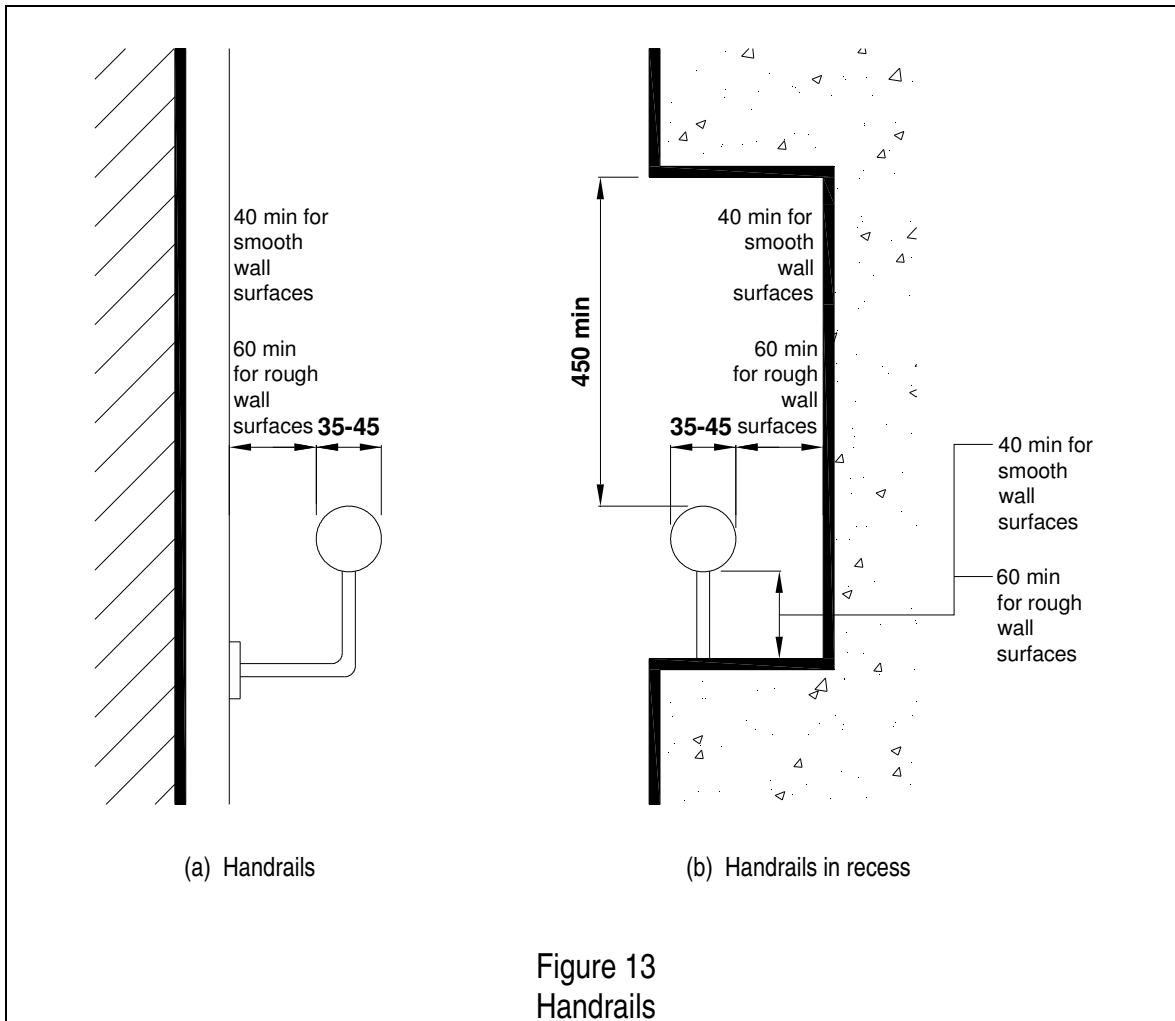 40 min for
smooth
wall
surfaces
60 min
for rough
wall
surfaces
35-45
(a) Handrails
450 min
40 min for
smooth
wall
surfaces
60 min
for rough
wall
surfaces
35-45
40 min for
smooth
wall
surfaces
60 min
for rough
wall
surfaces
(b) Handrails in recess
Figure 13
Handrails